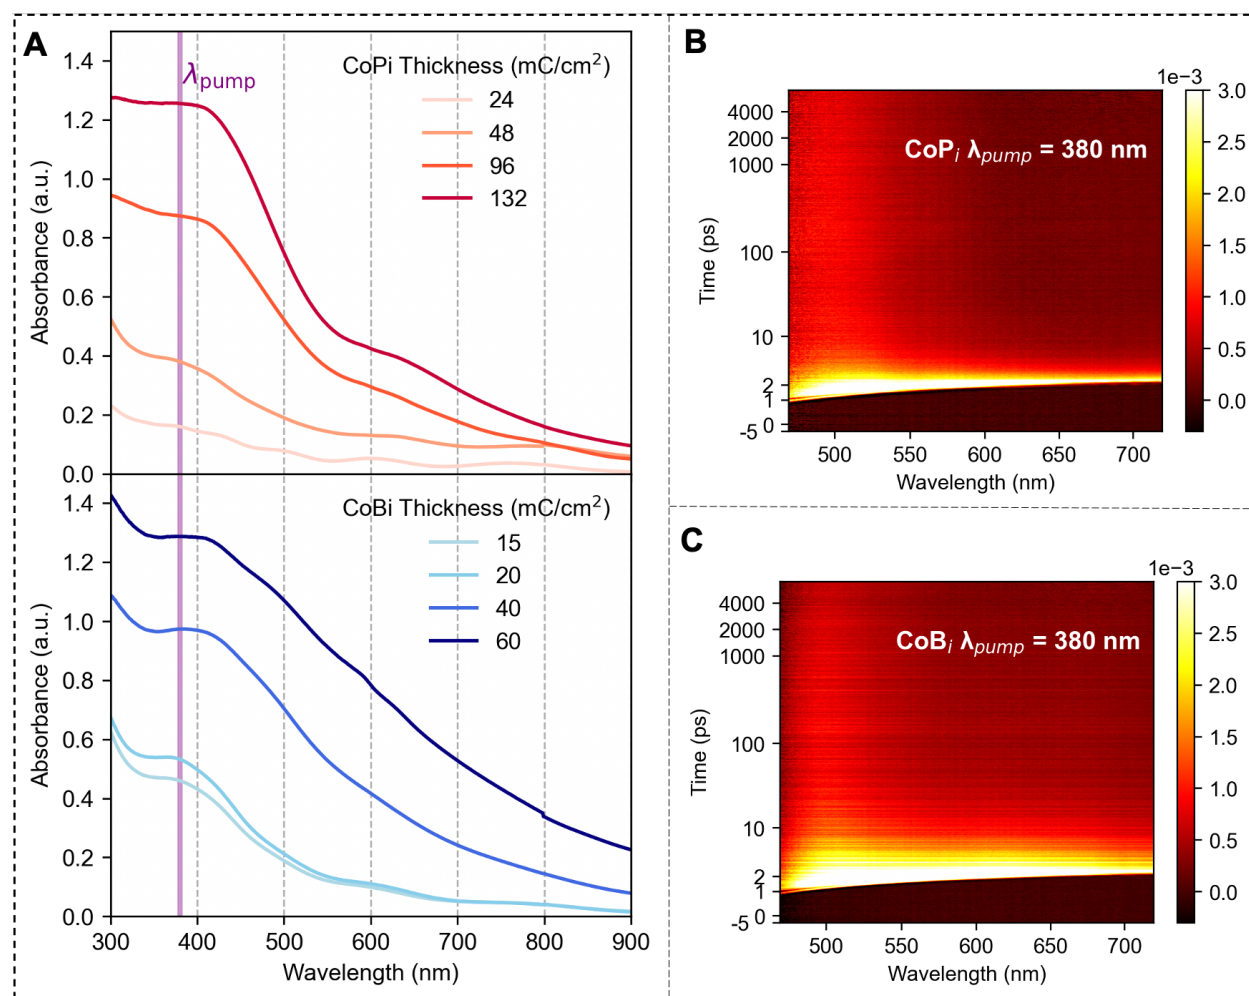 A
λpump
CoPi Thickness (mC/cm²)
24
48
96
132
1.4
1.2
1.0
0.8
0.6
0.4
0.2
0.0
Absorbance (a.u.)
CoBi Thickness (mC/cm²)
15
20
40
60
1.4
1.2
1.0
0.8
0.6
0.4
0.2
0.0
Absorbance (a.u.)
300 400 500 600 700 800 900
Wavelength (nm)
B
1e−3
CoPi λpump = 380 nm
4000
2000
1000
100
10
2
1
0
-5
Time (ps)
500 550 600 650 700
Wavelength (nm)
3.0
2.5
2.0
1.5
1.0
0.5
0.0
C
1e−3
CoBi λpump = 380 nm
4000
2000
1000
100
10
2
1
0
-5
Time (ps)
500 550 600 650 700
Wavelength (nm)
3.0
2.5
2.0
1.5
1.0
0.5
0.0